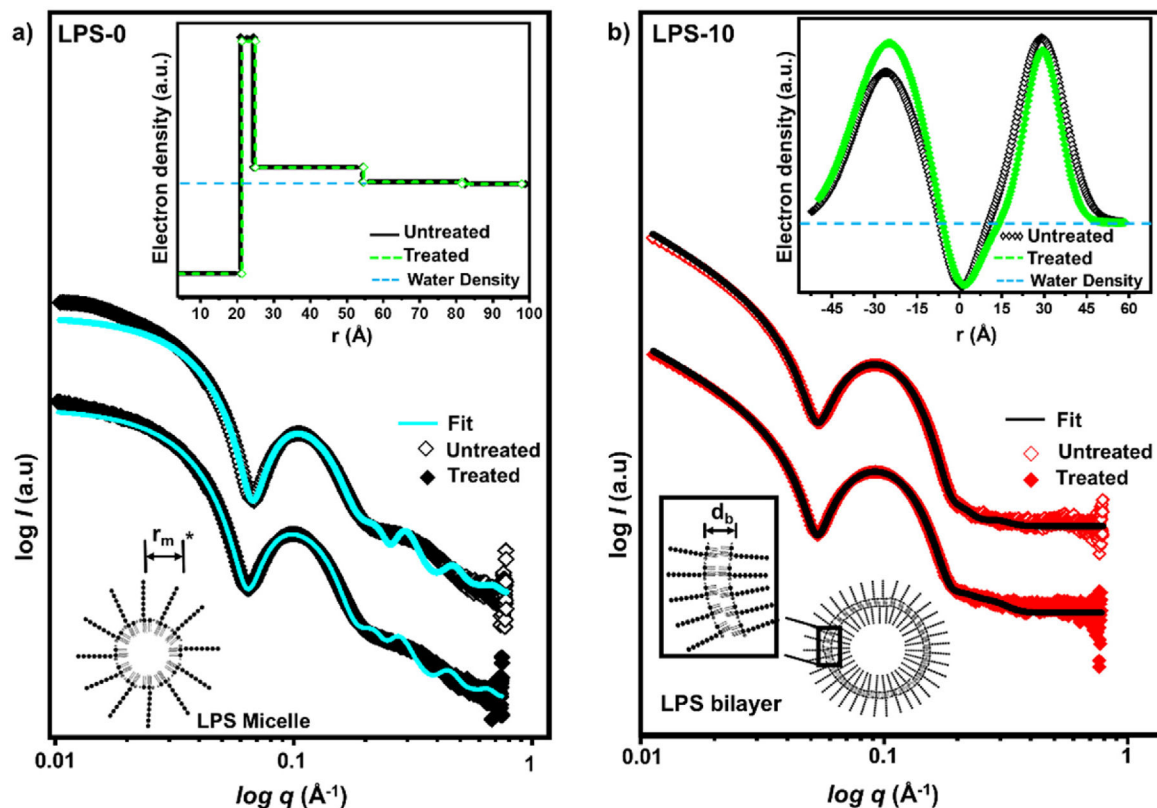 a) LPS-0
Electron density (a.u.)
Untreated
Treated
Water Density
10 20 30 40 50 60 70 80 90 100
r (Å)
log I (a.u)
Fit
Untreated
Treated
rm *
LPS Micelle
0.01 0.1 1
log q (Å-1)
b) LPS-10
Electron density (a.u.)
Untreated
Treated
Water Density
-45 -30 -15 0 15 30 45 60
r (Å)
log I (a.u)
Fit
Untreated
Treated
db
LPS bilayer
0.01 0.1 1
log q (Å-1)